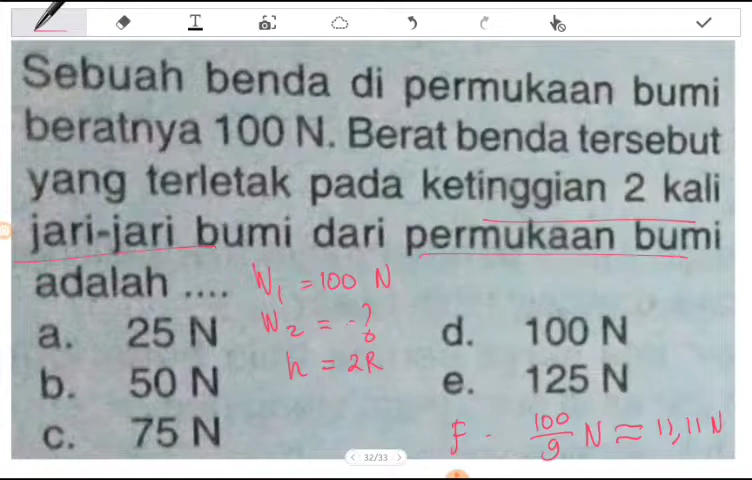 T
Sebuah benda di permukaan bumi
beratnya 100 N. Berat benda tersebut
yang terletak pada ketinggian 2 kali
jari-jari bumi dari permukaan bumi
adalah ....
W₁ = 100 N
W₂ = -?
h = 2R
a. 25 N
b. 50 N
c. 75 N
d. 100 N
e. 125 N
F - 100/9 N ≈ 11,11 N
32/33